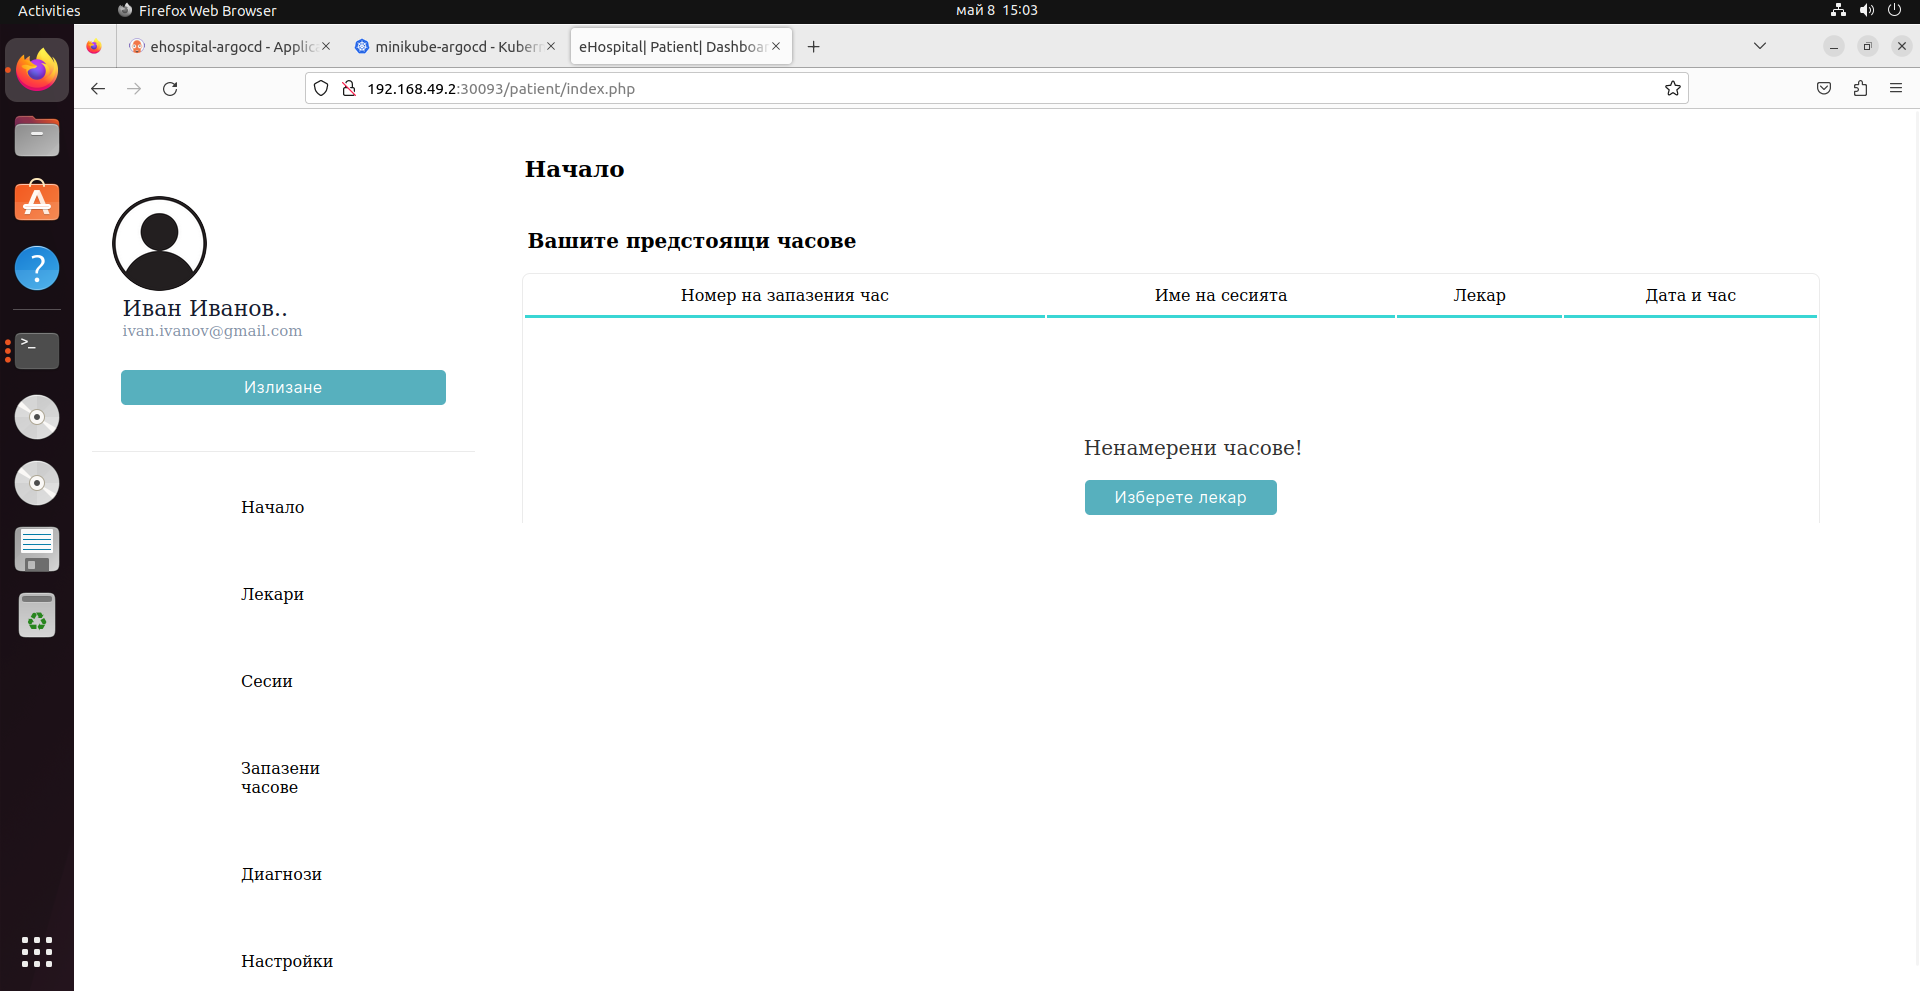 Activities
Firefox Web Browser
май 8 15:03
ehospital-argocd - Applic
minikube-argocd - Kubern
eHospital| Patient| Dashboar
192.168.49.2:30093/patient/index.php
Иван Иванов..
ivan.ivanov@gmail.com
Излизане
Начало
Лекари
Сесии
Запазени
часове
Диагнози
Настройки
Начало
Вашите предстоящи часове
Номер на запазения час
Име на сесията
Лекар
Дата и час
Ненамерени часове!
Изберете лекар